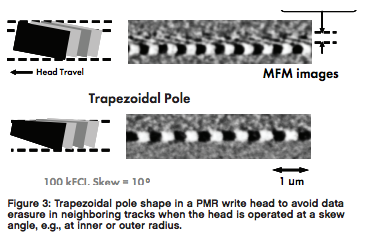 Head Travel
MFM images
Trapezoidal Pole
100 kFCI. Skew = 10°
1 um
Figure 3: Trapezoidal pole shape in a PMR write head to avoid data
erasure in neighboring tracks when the head is operated at a skew
angle, e.g., at inner or outer radius.